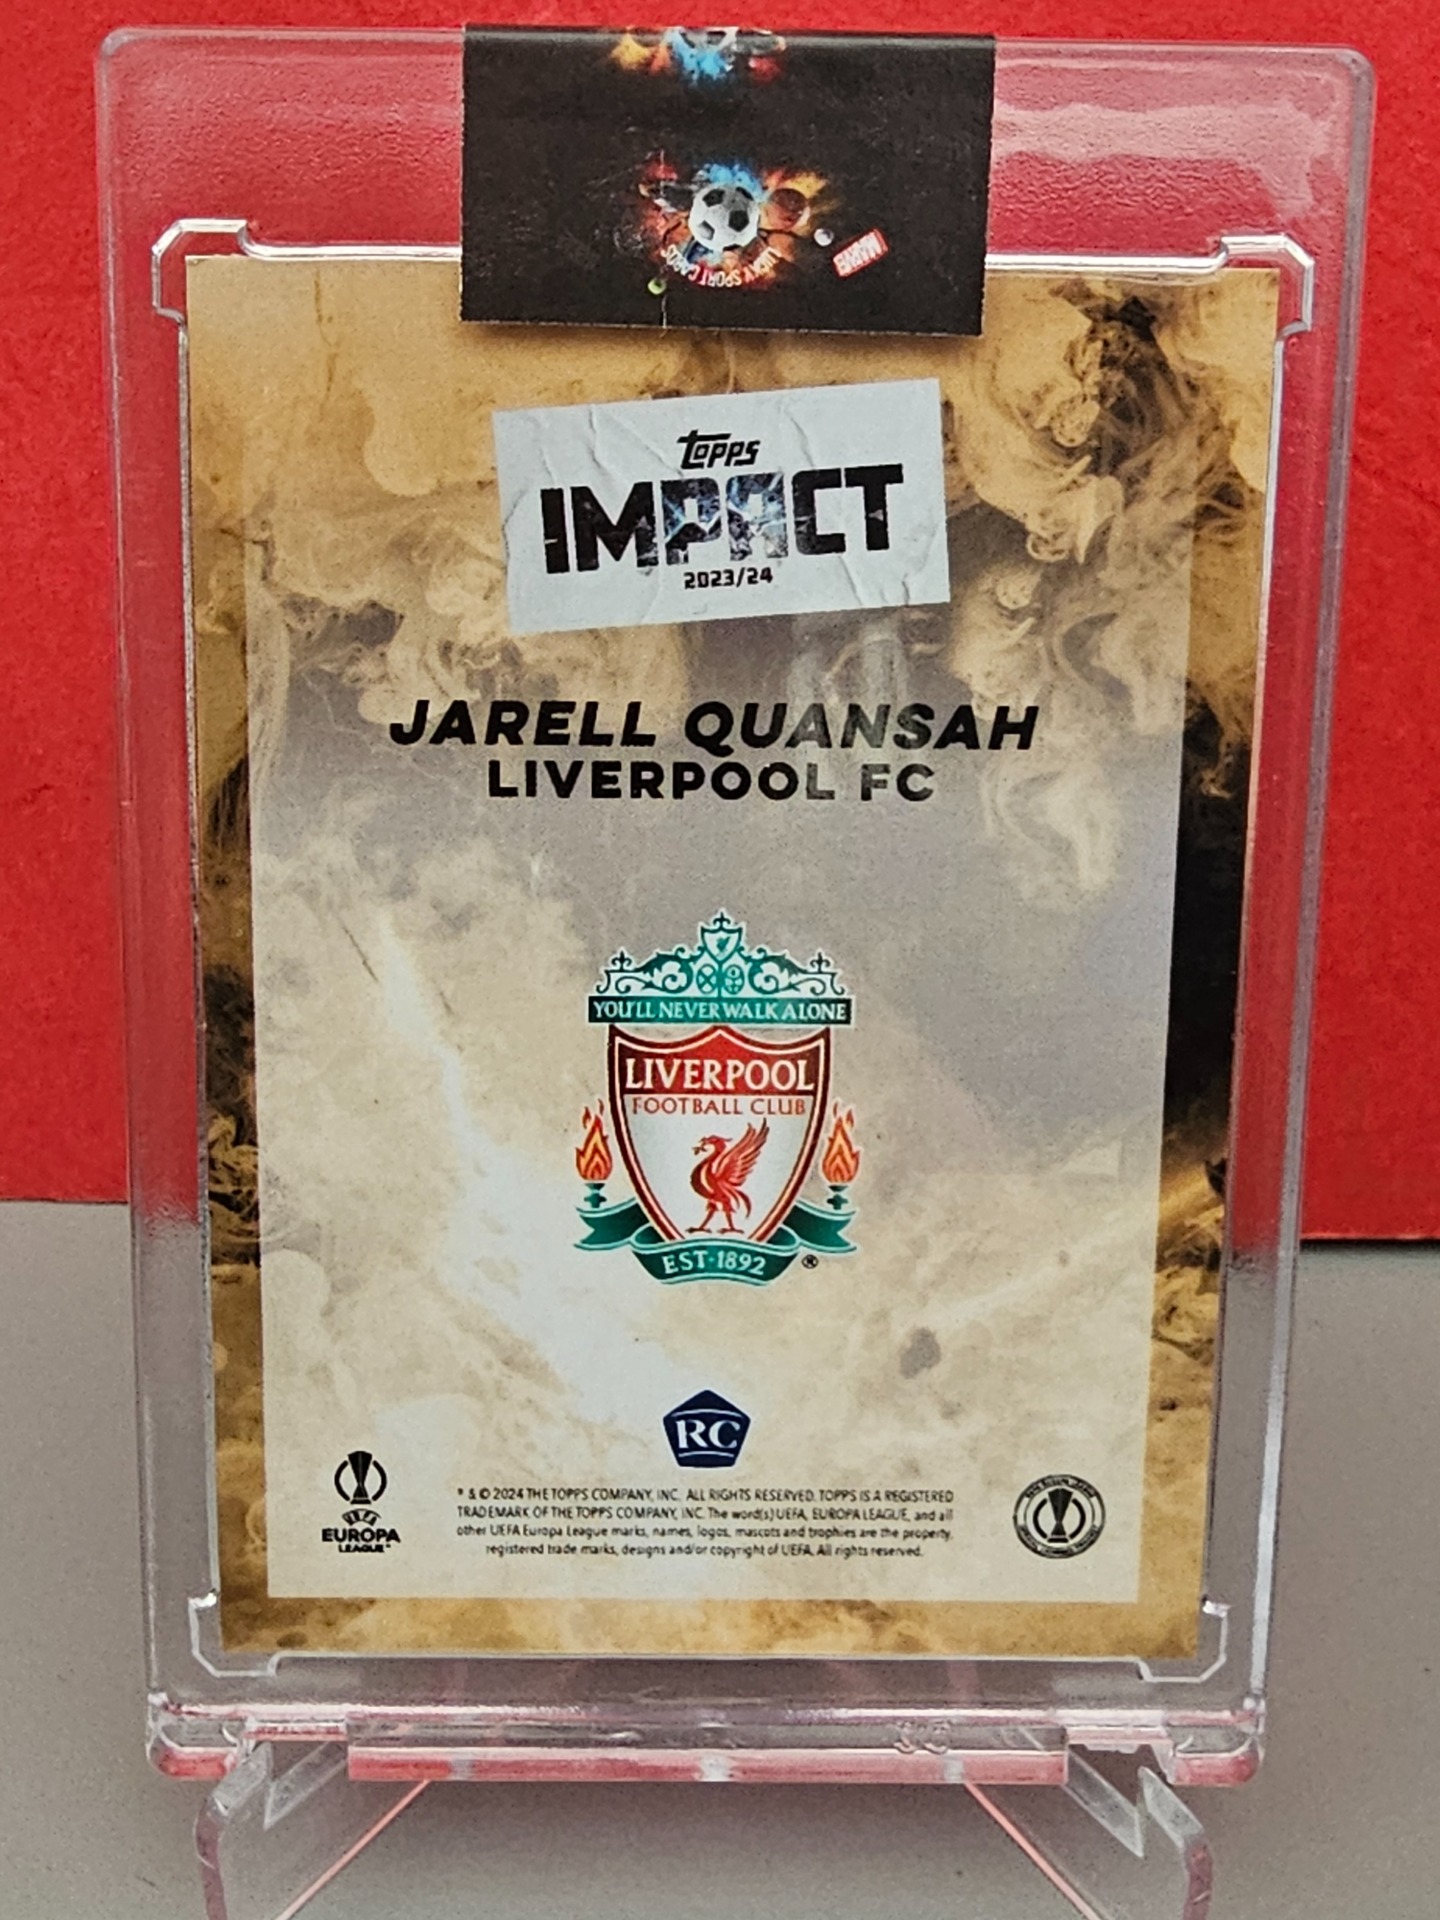 LUCKY SPORT CARDS
topps
IMPACT
2023/24
JARELL QUANSAH
LIVERPOOL FC
YOU'LL NEVER WALK ALONE
LIVERPOOL
FOOTBALL CLUB
EST·1892
®
RC
UEFA
EUROPA
LEAGUE™
® & © 2024 THE TOPPS COMPANY, INC. ALL RIGHTS RESERVED. TOPPS IS A REGISTERED
TRADEMARK OF THE TOPPS COMPANY, INC. The word(s) UEFA, EUROPA LEAGUE, and all
other UEFA Europa League marks, names, logos, mascots and trophies are the property,
registered trade marks, designs and/or copyright of UEFA. All rights reserved.